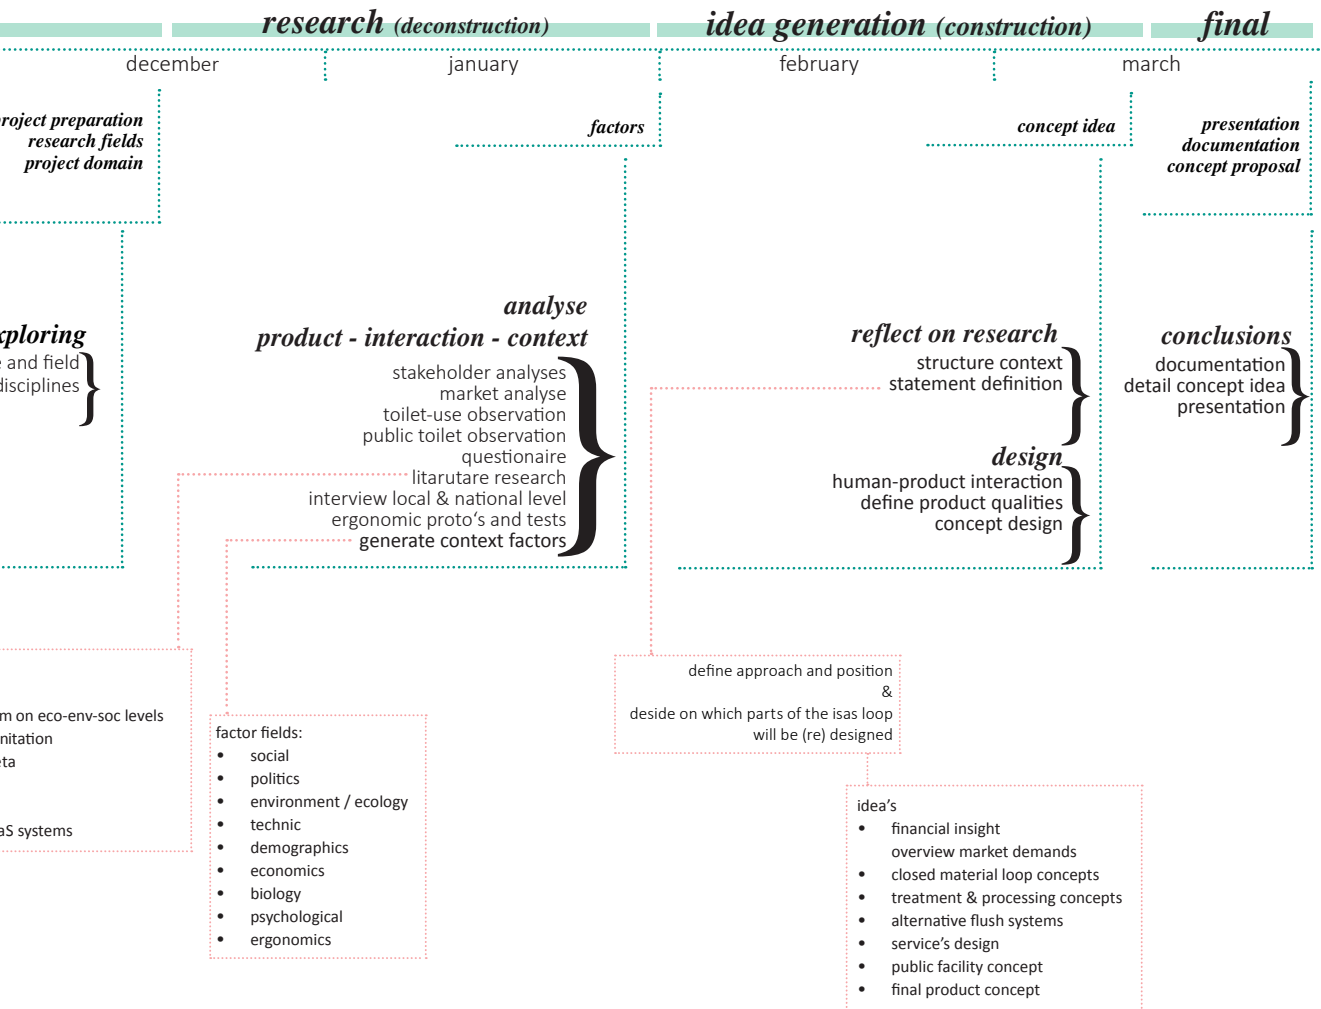 research (deconstruction)
idea generation (construction)
final
december
january
february
march
project preparation
research fields
project domain
factors
concept idea
presentation
documentation
concept proposal
exploring
and field
disciplines
analyse
product - interaction - context
stakeholder analyses
market analyse
toilet-use observation
public toilet observation
questionaire
litarutare research
interview local & national level
ergonomic proto's and tests
generate context factors
reflect on research
structure context
statement definition
design
human-product interaction
define product qualities
concept design
conclusions
documentation
detail concept idea
presentation
on eco-env-soc levels
systems
factor fields:
• social
• politics
• environment / ecology
• technic
• demographics
• economics
• biology
• psychological
• ergonomics
define approach and position
&
deside on which parts of the isas loop
will be (re) designed
idea's
• financial insight
overview market demands
• closed material loop concepts
• treatment & processing concepts
• alternative flush systems
• service's design
• public facility concept
• final product concept